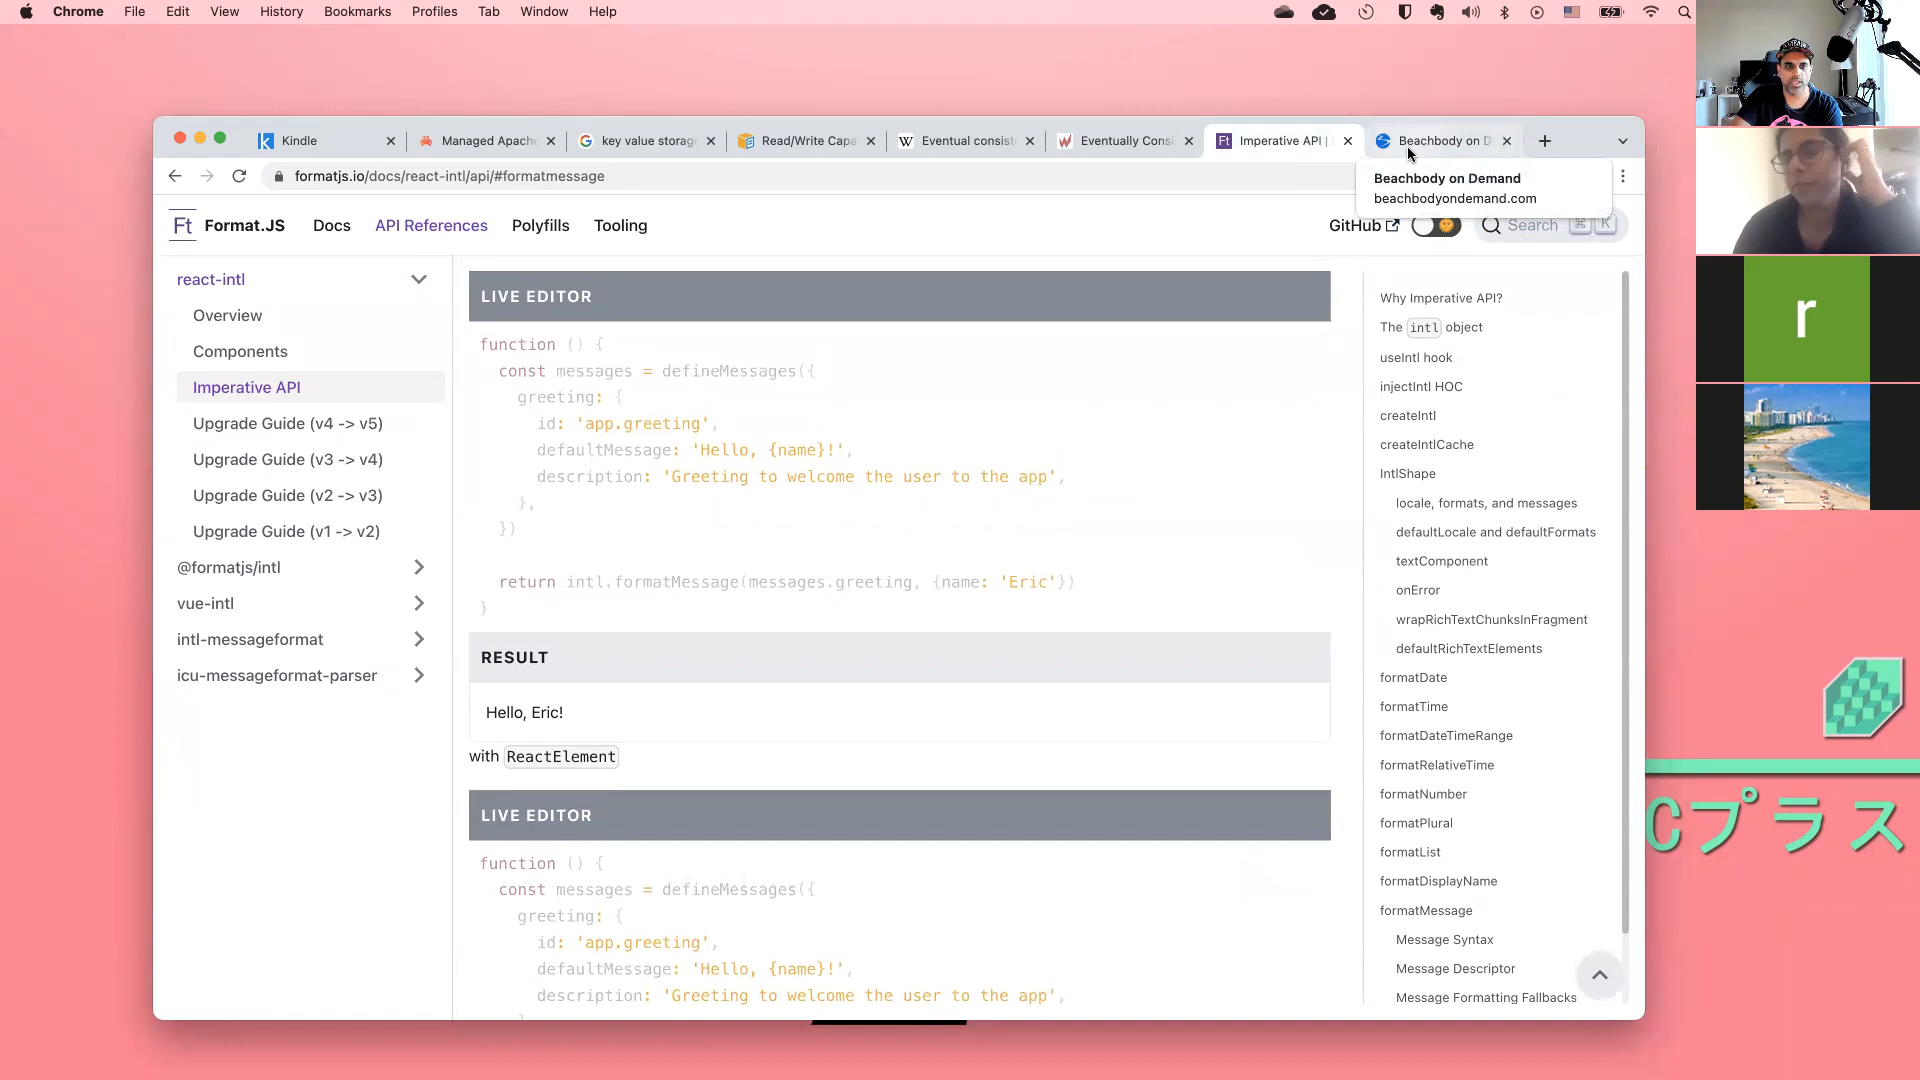 Chrome File Edit View History Bookmarks Profiles Tab Window Help
Kindle
Managed Apache
key value storag
Read/Write Capa
Eventual consist
Eventually Consi
Imperative API |
Beachbody on D
formatjs.io/docs/react-intl/api/#formatmessage
Beachbody on Demand
beachbodyondemand.com
Ft Format.JS Docs API References Polyfills Tooling GitHub Search ⌘ K
react-intl
Overview
Components
Imperative API
Upgrade Guide (v4 -> v5)
Upgrade Guide (v3 -> v4)
Upgrade Guide (v2 -> v3)
Upgrade Guide (v1 -> v2)
@formatjs/intl
vue-intl
intl-messageformat
icu-messageformat-parser
LIVE EDITOR
function () {
const messages = defineMessages({
greeting: {
id: 'app.greeting',
defaultMessage: 'Hello, {name}!',
description: 'Greeting to welcome the user to the app',
},
})
return intl.formatMessage(messages.greeting, {name: 'Eric'})
}
RESULT
Hello, Eric!
with ReactElement
LIVE EDITOR
function () {
const messages = defineMessages({
greeting: {
id: 'app.greeting',
defaultMessage: 'Hello, {name}!',
description: 'Greeting to welcome the user to the app',
Why Imperative API?
The intl object
useIntl hook
injectIntl HOC
createIntl
createIntlCache
IntlShape
locale, formats, and messages
defaultLocale and defaultFormats
textComponent
onError
wrapRichTextChunksInFragment
defaultRichTextElements
formatDate
formatTime
formatDateTimeRange
formatRelativeTime
formatNumber
formatPlural
formatList
formatDisplayName
formatMessage
Message Syntax
Message Descriptor
Message Formatting Fallbacks
r
Cプラス